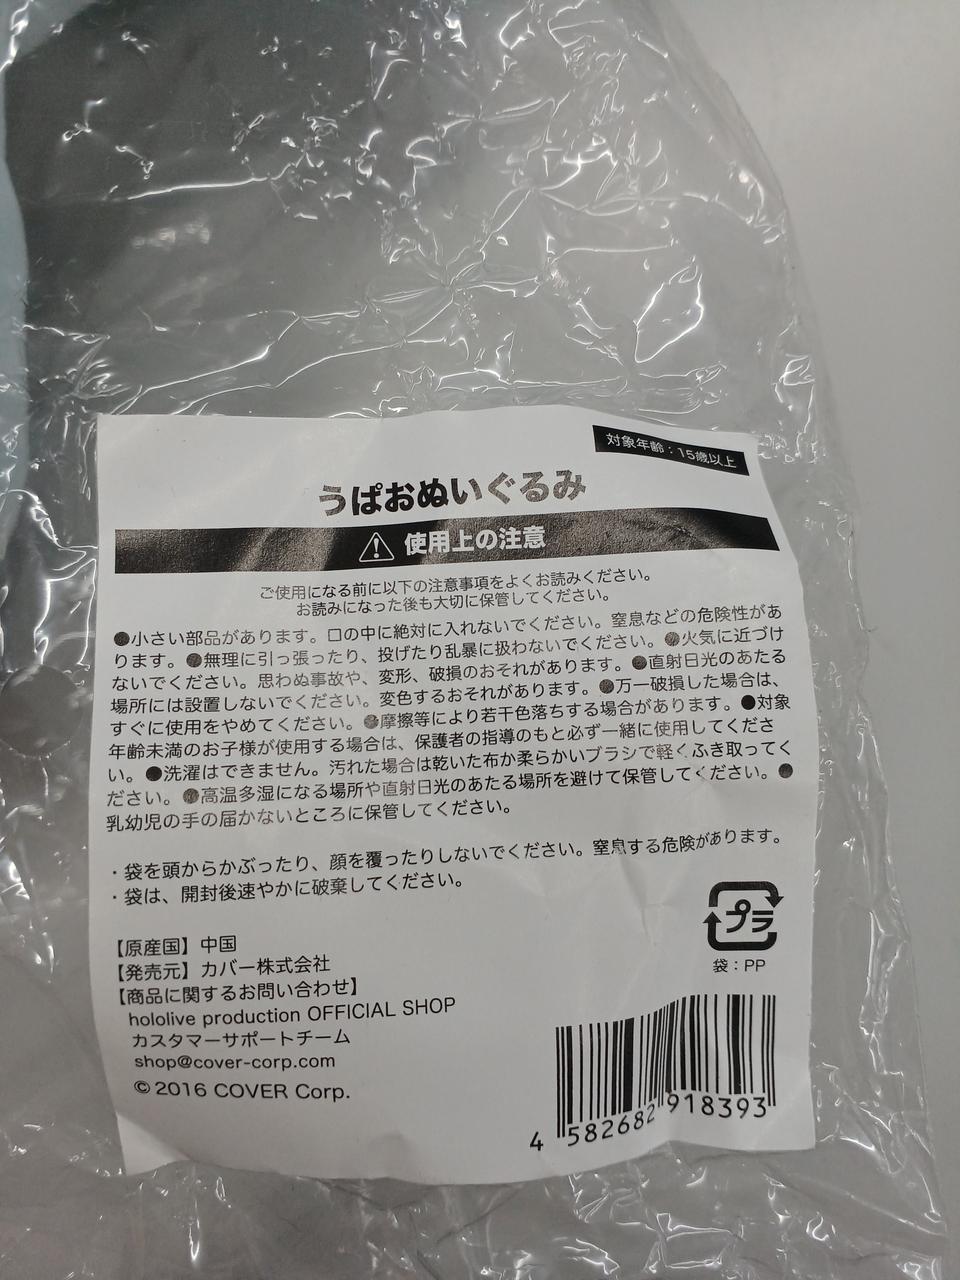 対象年齢：15歳以上
うぱおぬいぐるみ
使用上の注意
ご使用になる前に以下の注意事項をよくお読みください。
お読みになった後も大切に保管してください。
●小さい部品があります。口の中に絶対に入れないでください。窒息などの危険性があ
ります。●無理に引っ張ったり、投げたり乱暴に扱わないでください。●火気に近づけ
ないでください。思わぬ事故や、変形、破損のおそれがあります。●直射日光のあたる
場所には設置しないでください。変色するおそれがあります。●万一破損した場合は、
すぐに使用をやめてください。●摩擦等により若干色落ちする場合があります。●対象
年齢未満のお子様が使用する場合は、保護者の指導のもと必ず一緒に使用してくださ
い。●洗濯はできません。汚れた場合は乾いた布か柔らかいブラシで軽くふき取ってく
ださい。●高温多湿になる場所や直射日光のあたる場所を避けて保管してください。●
乳幼児の手の届かないところに保管してください。
・袋を頭からかぶったり、顔を覆ったりしないでください。窒息する危険があります。
・袋は、開封後速やかに破棄してください。
プラ
袋：PP
【原産国】中国
【発売元】カバー株式会社
【商品に関するお問い合わせ】
hololive production OFFICIAL SHOP
カスタマーサポートチーム
shop@cover-corp.com
© 2016 COVER Corp.
4 582682 918393